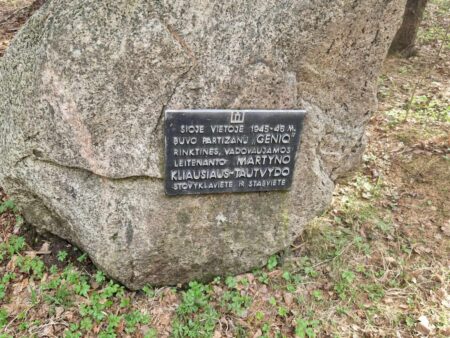 ŠIOJE VIETOJE 1945-48 M.
BUVO PARTIZANŲ „GENIO"
RINKTINĖS, VADOVAUJAMOS
LEITENANTO MARTYNO
KLIAUSIAUS-TAUTVYDO
STOVYKLAVIETĖ IR ŠTABVIETĖ